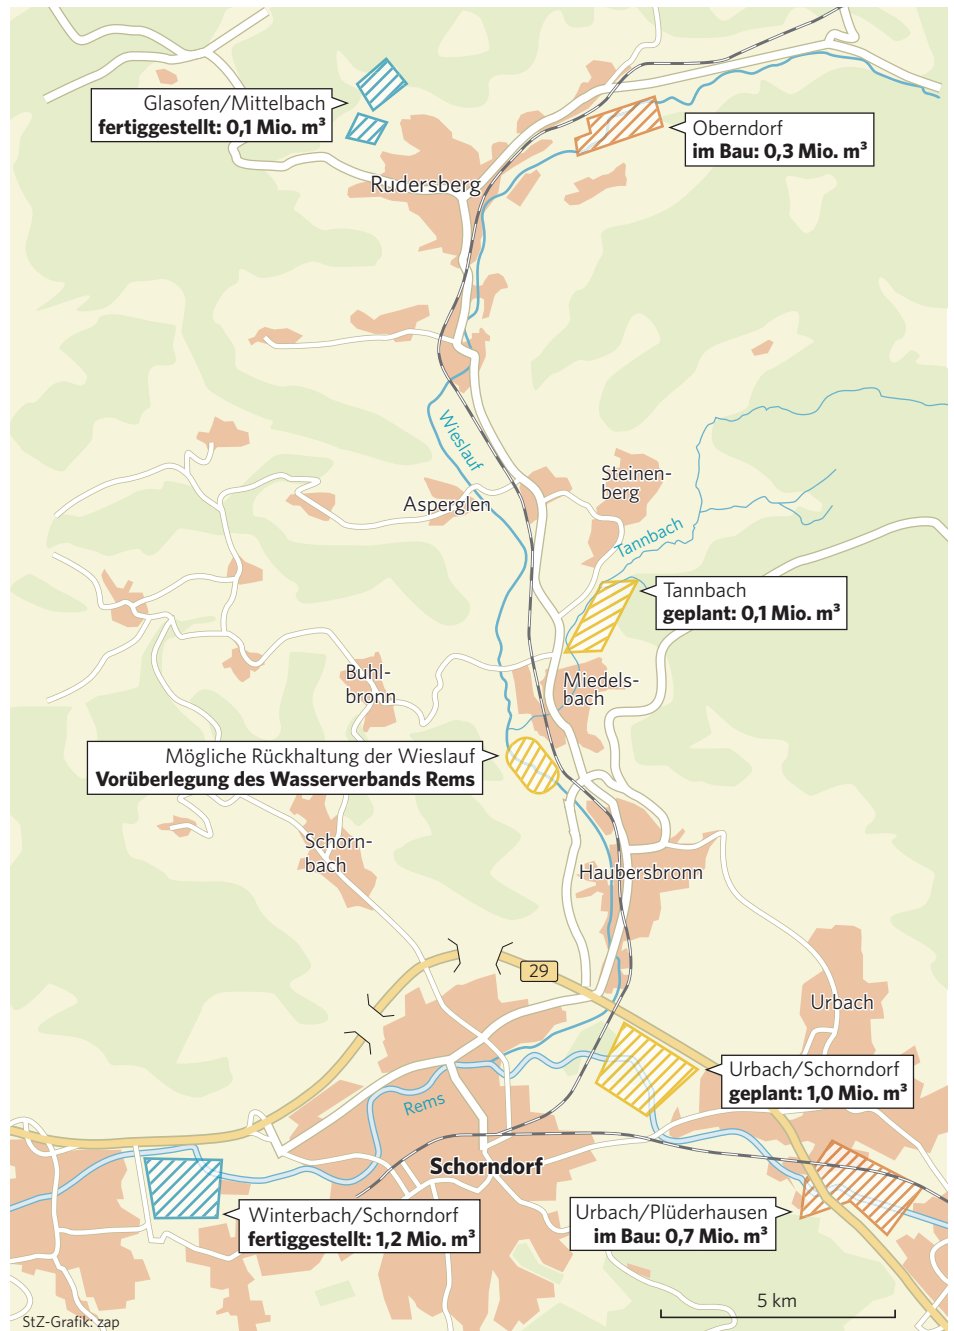 Glasofen/Mittelbach
fertiggestellt: 0,1 Mio. m³
Oberndorf
im Bau: 0,3 Mio. m³
Rudersberg
Wieslauf
Steinen-
berg
Asperglen
Tannbach
Tannbach
geplant: 0,1 Mio. m³
Buhl-
bronn
Miedels-
bach
Mögliche Rückhaltung der Wieslauf
Vorüberlegung des Wasserverbands Rems
Schorn-
bach
Haubersbronn
29
Urbach
Urbach/Schorndorf
geplant: 1,0 Mio. m³
Rems
Schorndorf
Winterbach/Schorndorf
fertiggestellt: 1,2 Mio. m³
Urbach/Plüderhausen
im Bau: 0,7 Mio. m³
5 km
StZ-Grafik: zap